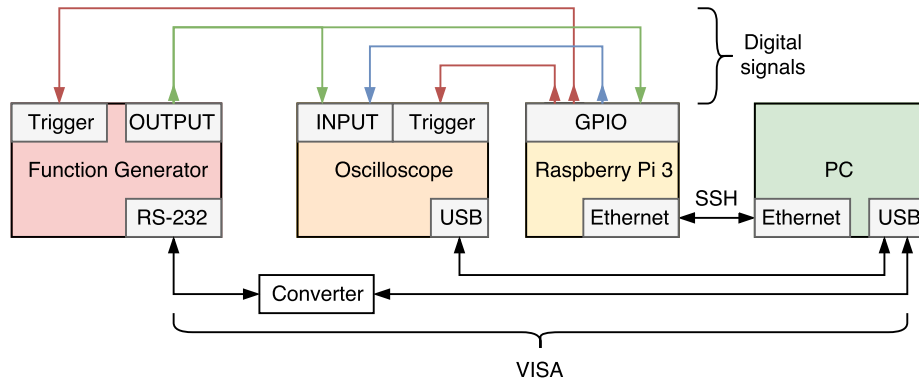 Digital
signals
Trigger
OUTPUT
INPUT
Trigger
GPIO
Function Generator
Oscilloscope
Raspberry Pi 3
PC
SSH
RS-232
USB
Ethernet
Ethernet
USB
Converter
VISA